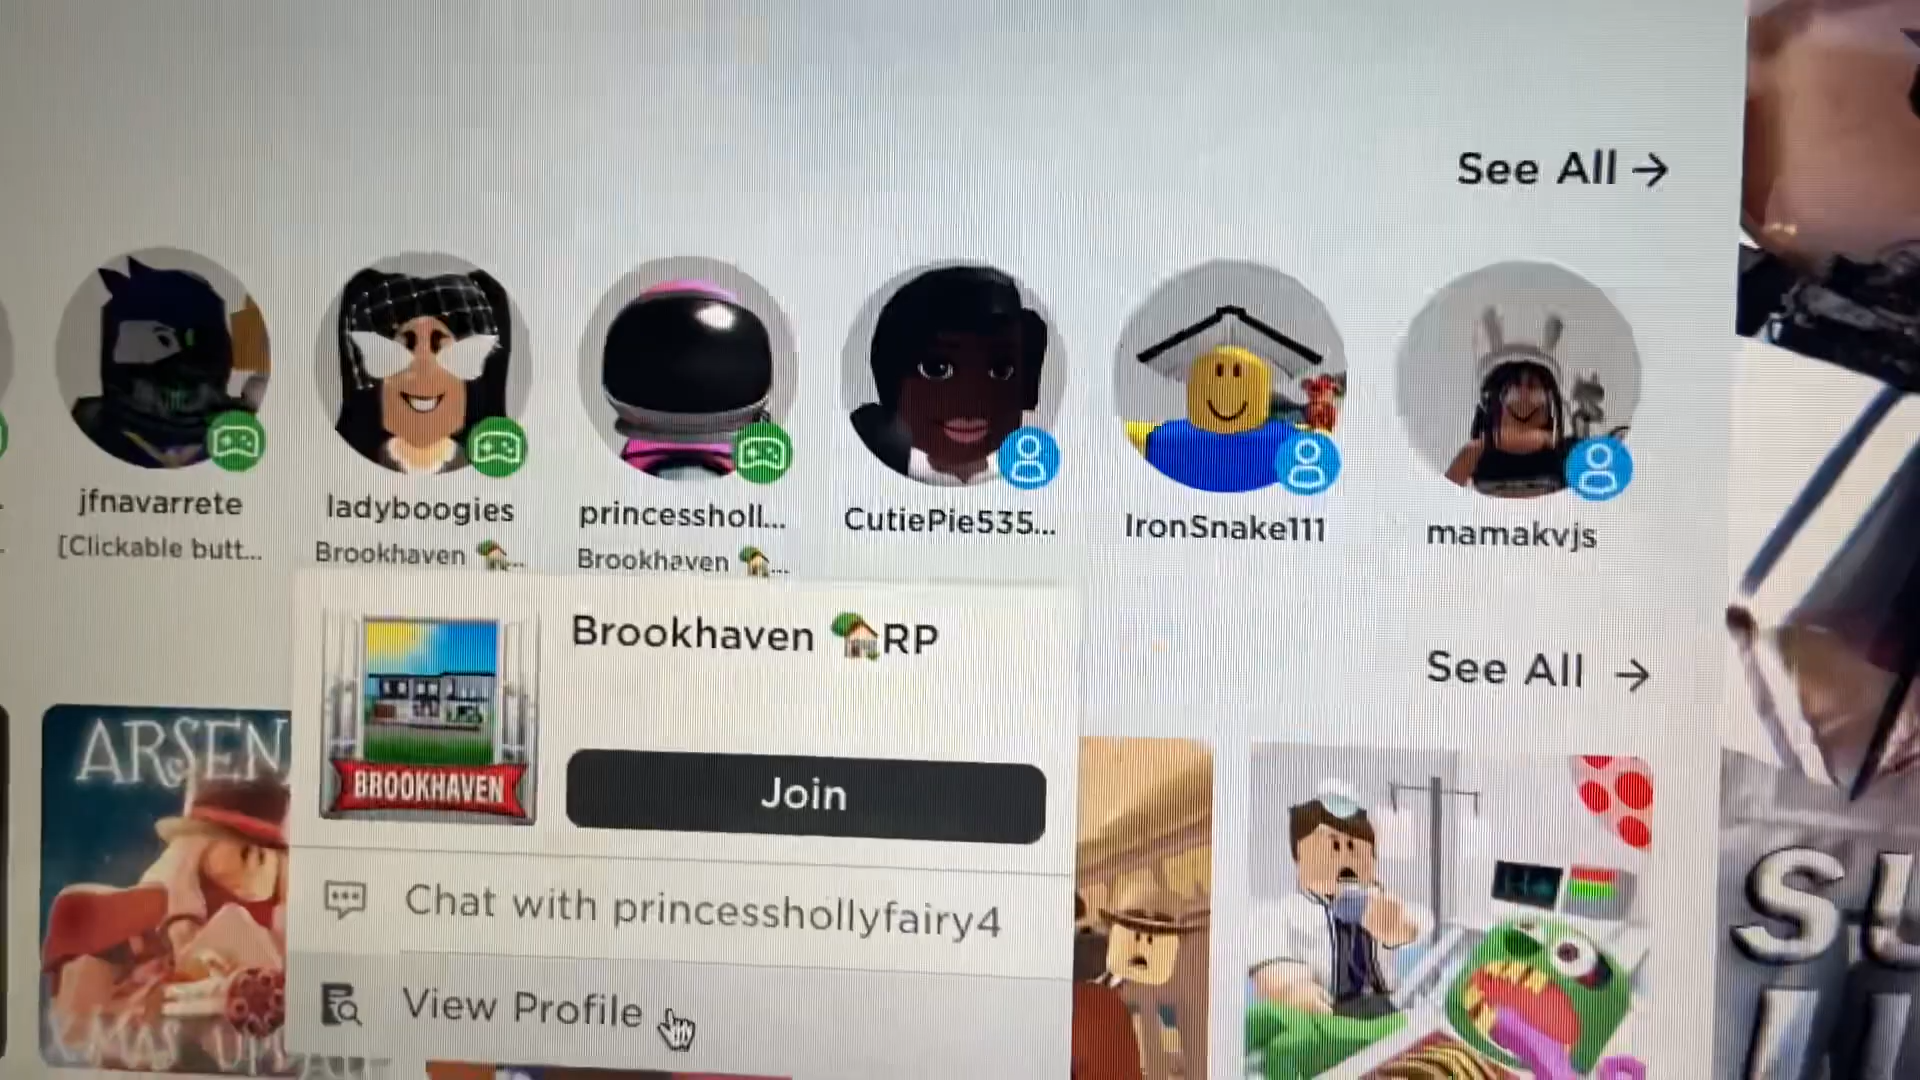 See All →
jfnavarrete
[Clickable butt...
ladyboogies
Brookhaven 🏡...
princessholl...
Brookhaven 🏡...
CutiePie535...
IronSnake111
mamakvjs
Brookhaven 🏡RP
BROOKHAVEN
Join
See All →
Chat with princesshollyfairy4
View Profile
ARSEN
XMAS